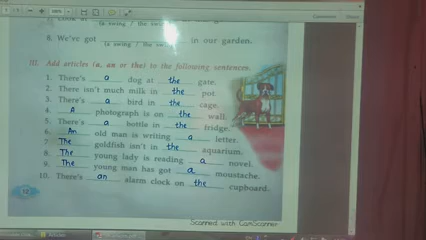 (a swing / the swi
8. We've got in our garden.
(a swing / the swing)
III. Add articles (a, an or the) to the following sentences.
1. There's a dog at the gate.
2. There isn't much milk in the pot.
3. There's a bird in the cage.
4. A photograph is on the wall.
5. There's a bottle in the fridge.
6. An old man is writing a letter.
7. The goldfish isn't in the aquarium.
8. The young lady is reading a novel.
9. The young man has got a moustache.
10. There's an alarm clock on the cupboard.
12
Scanned with CamScanner